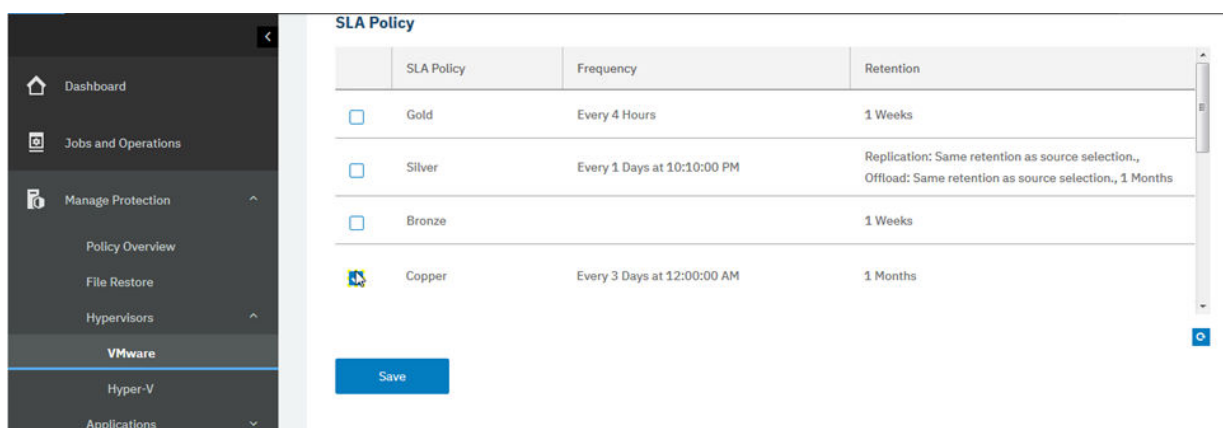 SLA Policy
SLA Policy Frequency Retention
Dashboard
Gold Every 4 Hours 1 Weeks
Jobs and Operations
Silver Every 1 Days at 10:10:00 PM Replication: Same retention as source selection.,
Offload: Same retention as source selection., 1 Months
Manage Protection
Bronze 1 Weeks
Policy Overview
File Restore
Copper Every 3 Days at 12:00:00 AM 1 Months
Hypervisors
VMware
Hyper-V
Save
Applications